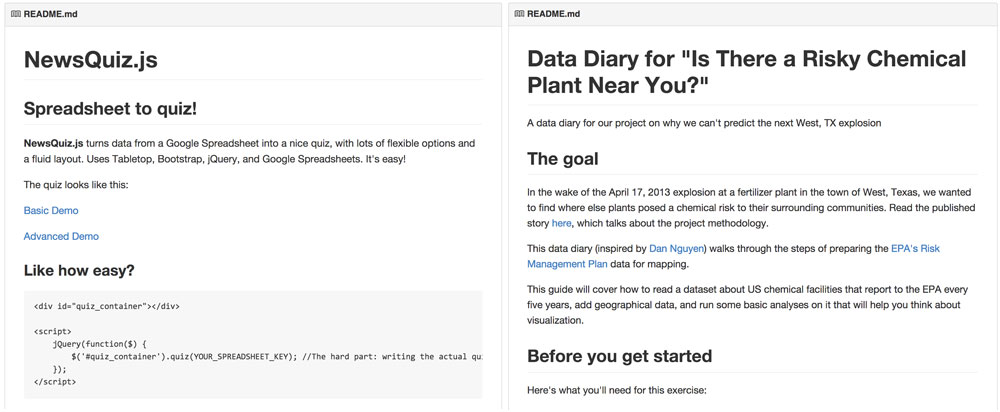 README.md
NewsQuiz.js
Spreadsheet to quiz!
NewsQuiz.js turns data from a Google Spreadsheet into a nice quiz, with lots of flexible options and
a fluid layout. Uses Tabletop, Bootstrap, jQuery, and Google Spreadsheets. It's easy!
The quiz looks like this:
Basic Demo
Advanced Demo
Like how easy?
<div id="quiz_container"></div>
<script>
jQuery(function($) {
$('#quiz_container').quiz(YOUR_SPREADSHEET_KEY); //The hard part: writing the actual
});
</script>
README.md
Data Diary for "Is There a Risky Chemical
Plant Near You?"
A data diary for our project on why we can't predict the next West, TX explosion
The goal
In the wake of the April 17, 2013 explosion at a fertilizer plant in the town of West, Texas, we wanted
to find where else plants posed a chemical risk to their surrounding communities. Read the published
story here, which talks about the project methodology.
This data diary (inspired by Dan Nguyen) walks through the steps of preparing the EPA's Risk
Management Plan data for mapping.
This guide will cover how to read a dataset about US chemical facilities that report to the EPA every
five years, add geographical data, and run some basic analyses on it that will help you think about
visualization.
Before you get started
Here's what you'll need for this exercise: